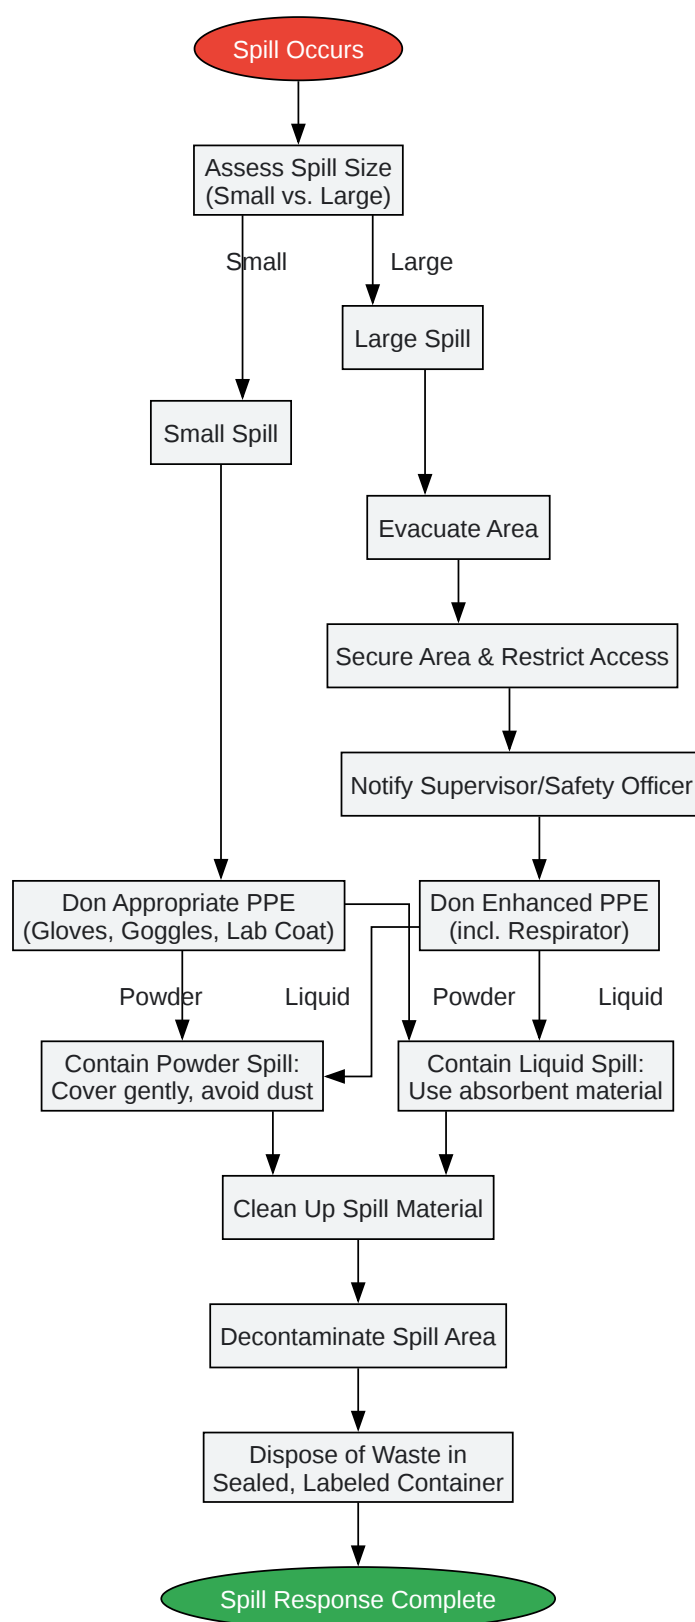 Spill Occurs
Assess Spill Size
(Small vs. Large)
Small
Large
Large Spill
Small Spill
Evacuate Area
Secure Area & Restrict Access
Notify Supervisor/Safety Officer
Don Appropriate PPE
(Gloves, Goggles, Lab Coat)
Don Enhanced PPE
(incl. Respirator)
Powder
Liquid
Powder
Liquid
Contain Powder Spill:
Cover gently, avoid dust
Contain Liquid Spill:
Use absorbent material
Clean Up Spill Material
Decontaminate Spill Area
Dispose of Waste in
Sealed, Labeled Container
Spill Response Complete